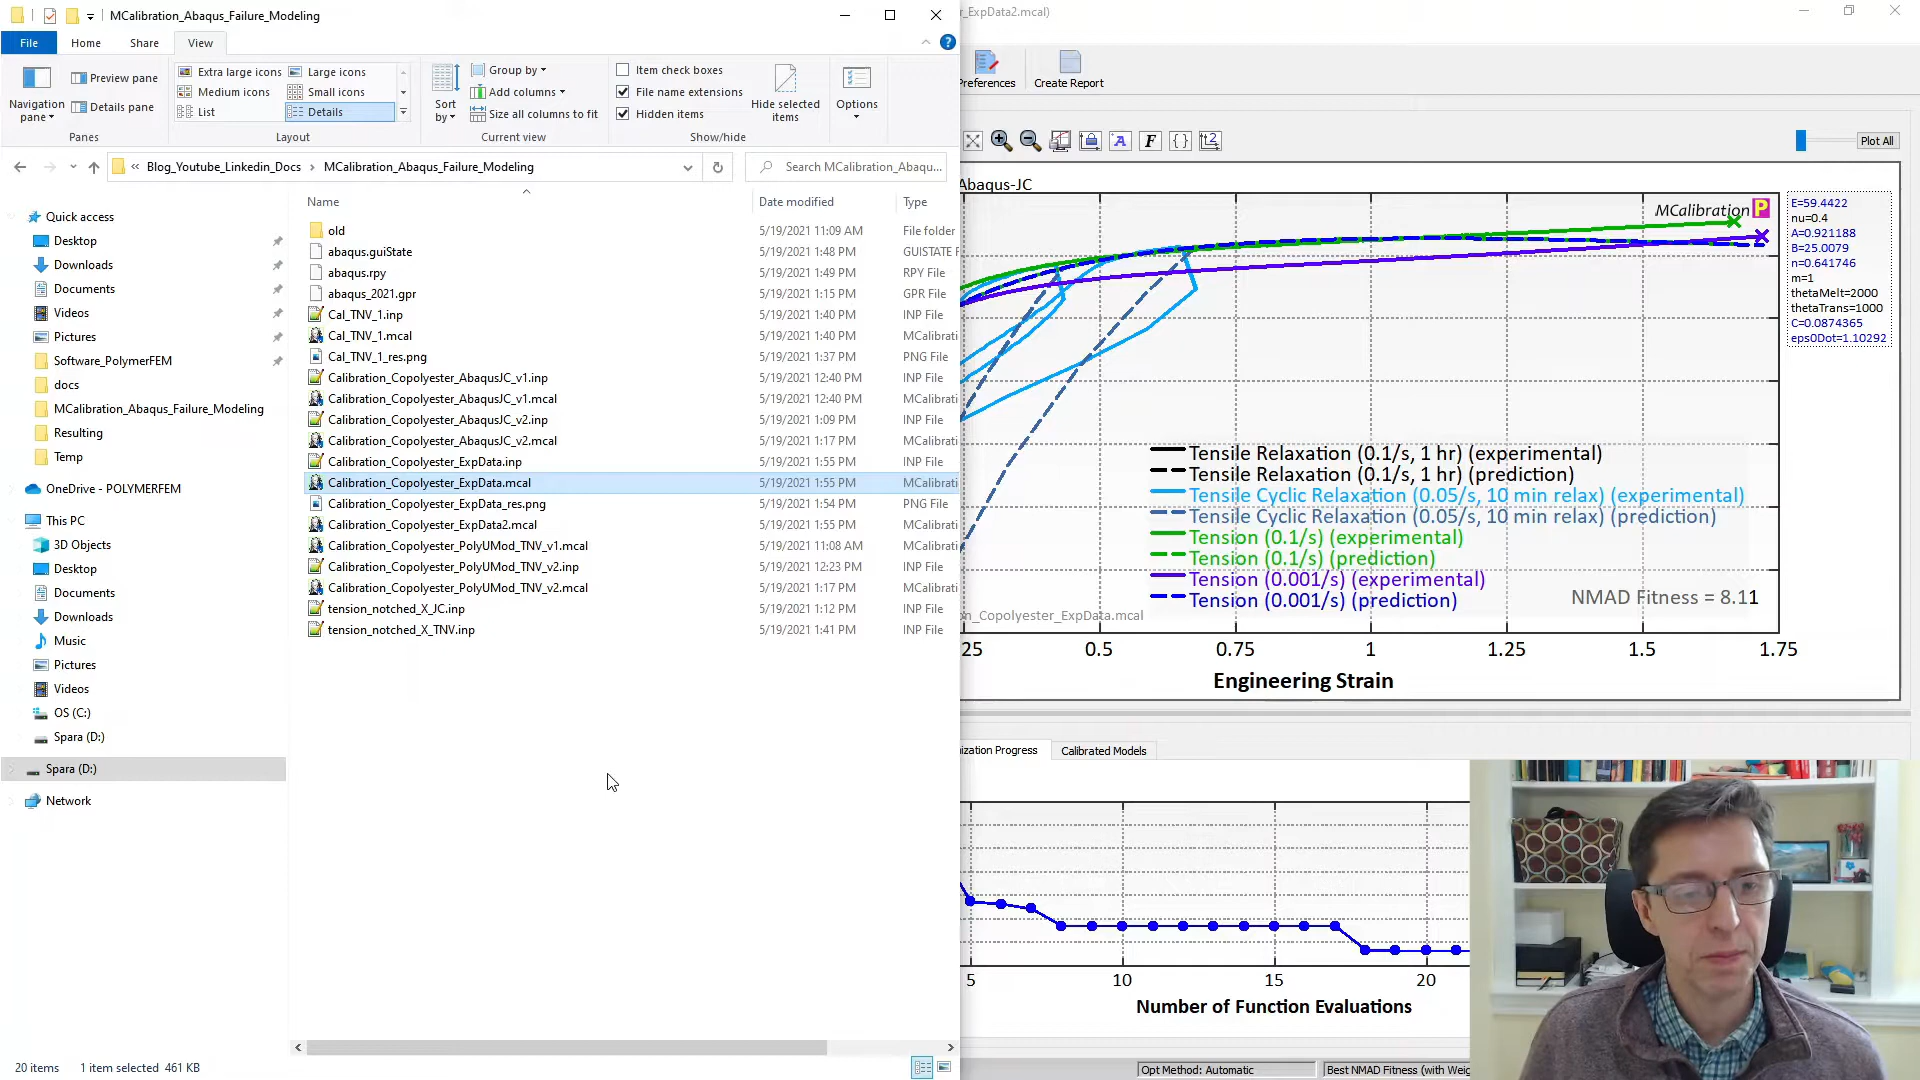 MCalibration_Abaqus_Failure_Modeling
File
Home
Share
View
Navigation
pane
Preview pane
Details pane
Panes
Extra large icons
Large icons
Medium icons
Small icons
List
Details
Layout
Sort
by
Group by
Add columns
Size all columns to fit
Current view
Item check boxes
File name extensions
Hidden items
Hide selected
items
Show/hide
Options
« Blog_Youtube_Linkedin_Docs › MCalibration_Abaqus_Failure_Modeling
Search MCalibration_Abaqu...
Quick access
Desktop
Downloads
Documents
Videos
Pictures
Software_PolymerFEM
docs
MCalibration_Abaqus_Failure_Modeling
Resulting
Temp
OneDrive - POLYMERFEM
This PC
3D Objects
Desktop
Documents
Downloads
Music
Pictures
Videos
OS (C:)
Spara (D:)
Spara (D:)
Network
Name Date modified Type
old 5/19/2021 11:09 AM File folder
abaqus.guiState 5/19/2021 1:48 PM GUISTATE F
abaqus.rpy 5/19/2021 1:49 PM RPY File
abaqus_2021.gpr 5/19/2021 1:15 PM GPR File
Cal_TNV_1.inp 5/19/2021 1:40 PM INP File
Cal_TNV_1.mcal 5/19/2021 1:40 PM MCalibrati
Cal_TNV_1_res.png 5/19/2021 1:37 PM PNG File
Calibration_Copolyester_AbaqusJC_v1.inp 5/19/2021 12:40 PM INP File
Calibration_Copolyester_AbaqusJC_v1.mcal 5/19/2021 12:40 PM MCalibrati
Calibration_Copolyester_AbaqusJC_v2.inp 5/19/2021 1:09 PM INP File
Calibration_Copolyester_AbaqusJC_v2.mcal 5/19/2021 1:17 PM MCalibrati
Calibration_Copolyester_ExpData.inp 5/19/2021 1:55 PM INP File
Calibration_Copolyester_ExpData.mcal 5/19/2021 1:55 PM MCalibrati
Calibration_Copolyester_ExpData_res.png 5/19/2021 1:54 PM PNG File
Calibration_Copolyester_ExpData2.mcal 5/19/2021 1:55 PM MCalibrati
Calibration_Copolyester_PolyUMod_TNV_v1.mcal 5/19/2021 11:08 AM MCalibrati
Calibration_Copolyester_PolyUMod_TNV_v2.inp 5/19/2021 12:23 PM INP File
Calibration_Copolyester_PolyUMod_TNV_v2.mcal 5/19/2021 1:17 PM MCalibrati
tension_notched_X_JC.inp 5/19/2021 1:12 PM INP File
tension_notched_X_TNV.inp 5/19/2021 1:41 PM INP File
20 items 1 item selected 461 KB
_ExpData2.mcal)
Preferences
Create Report
A
F
{ }
Plot All
Abaqus-JC
MCalibration P
E=59.4422
nu=0.4
A=0.921188
B=25.0079
n=0.641746
m=1
thetaMelt=2000
thetaTrans=1000
C=0.0874365
eps0Dot=1.10292
Tensile Relaxation (0.1/s, 1 hr) (experimental)
Tensile Relaxation (0.1/s, 1 hr) (prediction)
Tensile Cyclic Relaxation (0.05/s, 10 min relax) (experimental)
Tensile Cyclic Relaxation (0.05/s, 10 min relax) (prediction)
Tension (0.1/s) (experimental)
Tension (0.1/s) (prediction)
Tension (0.001/s) (experimental)
Tension (0.001/s) (prediction)
NMAD Fitness = 8.11
n_Copolyester_ExpData.mcal
25 0.5 0.75 1 1.25 1.5 1.75
Engineering Strain
ization Progress
Calibrated Models
5 10 15 20
Number of Function Evaluations
Opt Method: Automatic
Best NMAD Fitness (with Weig